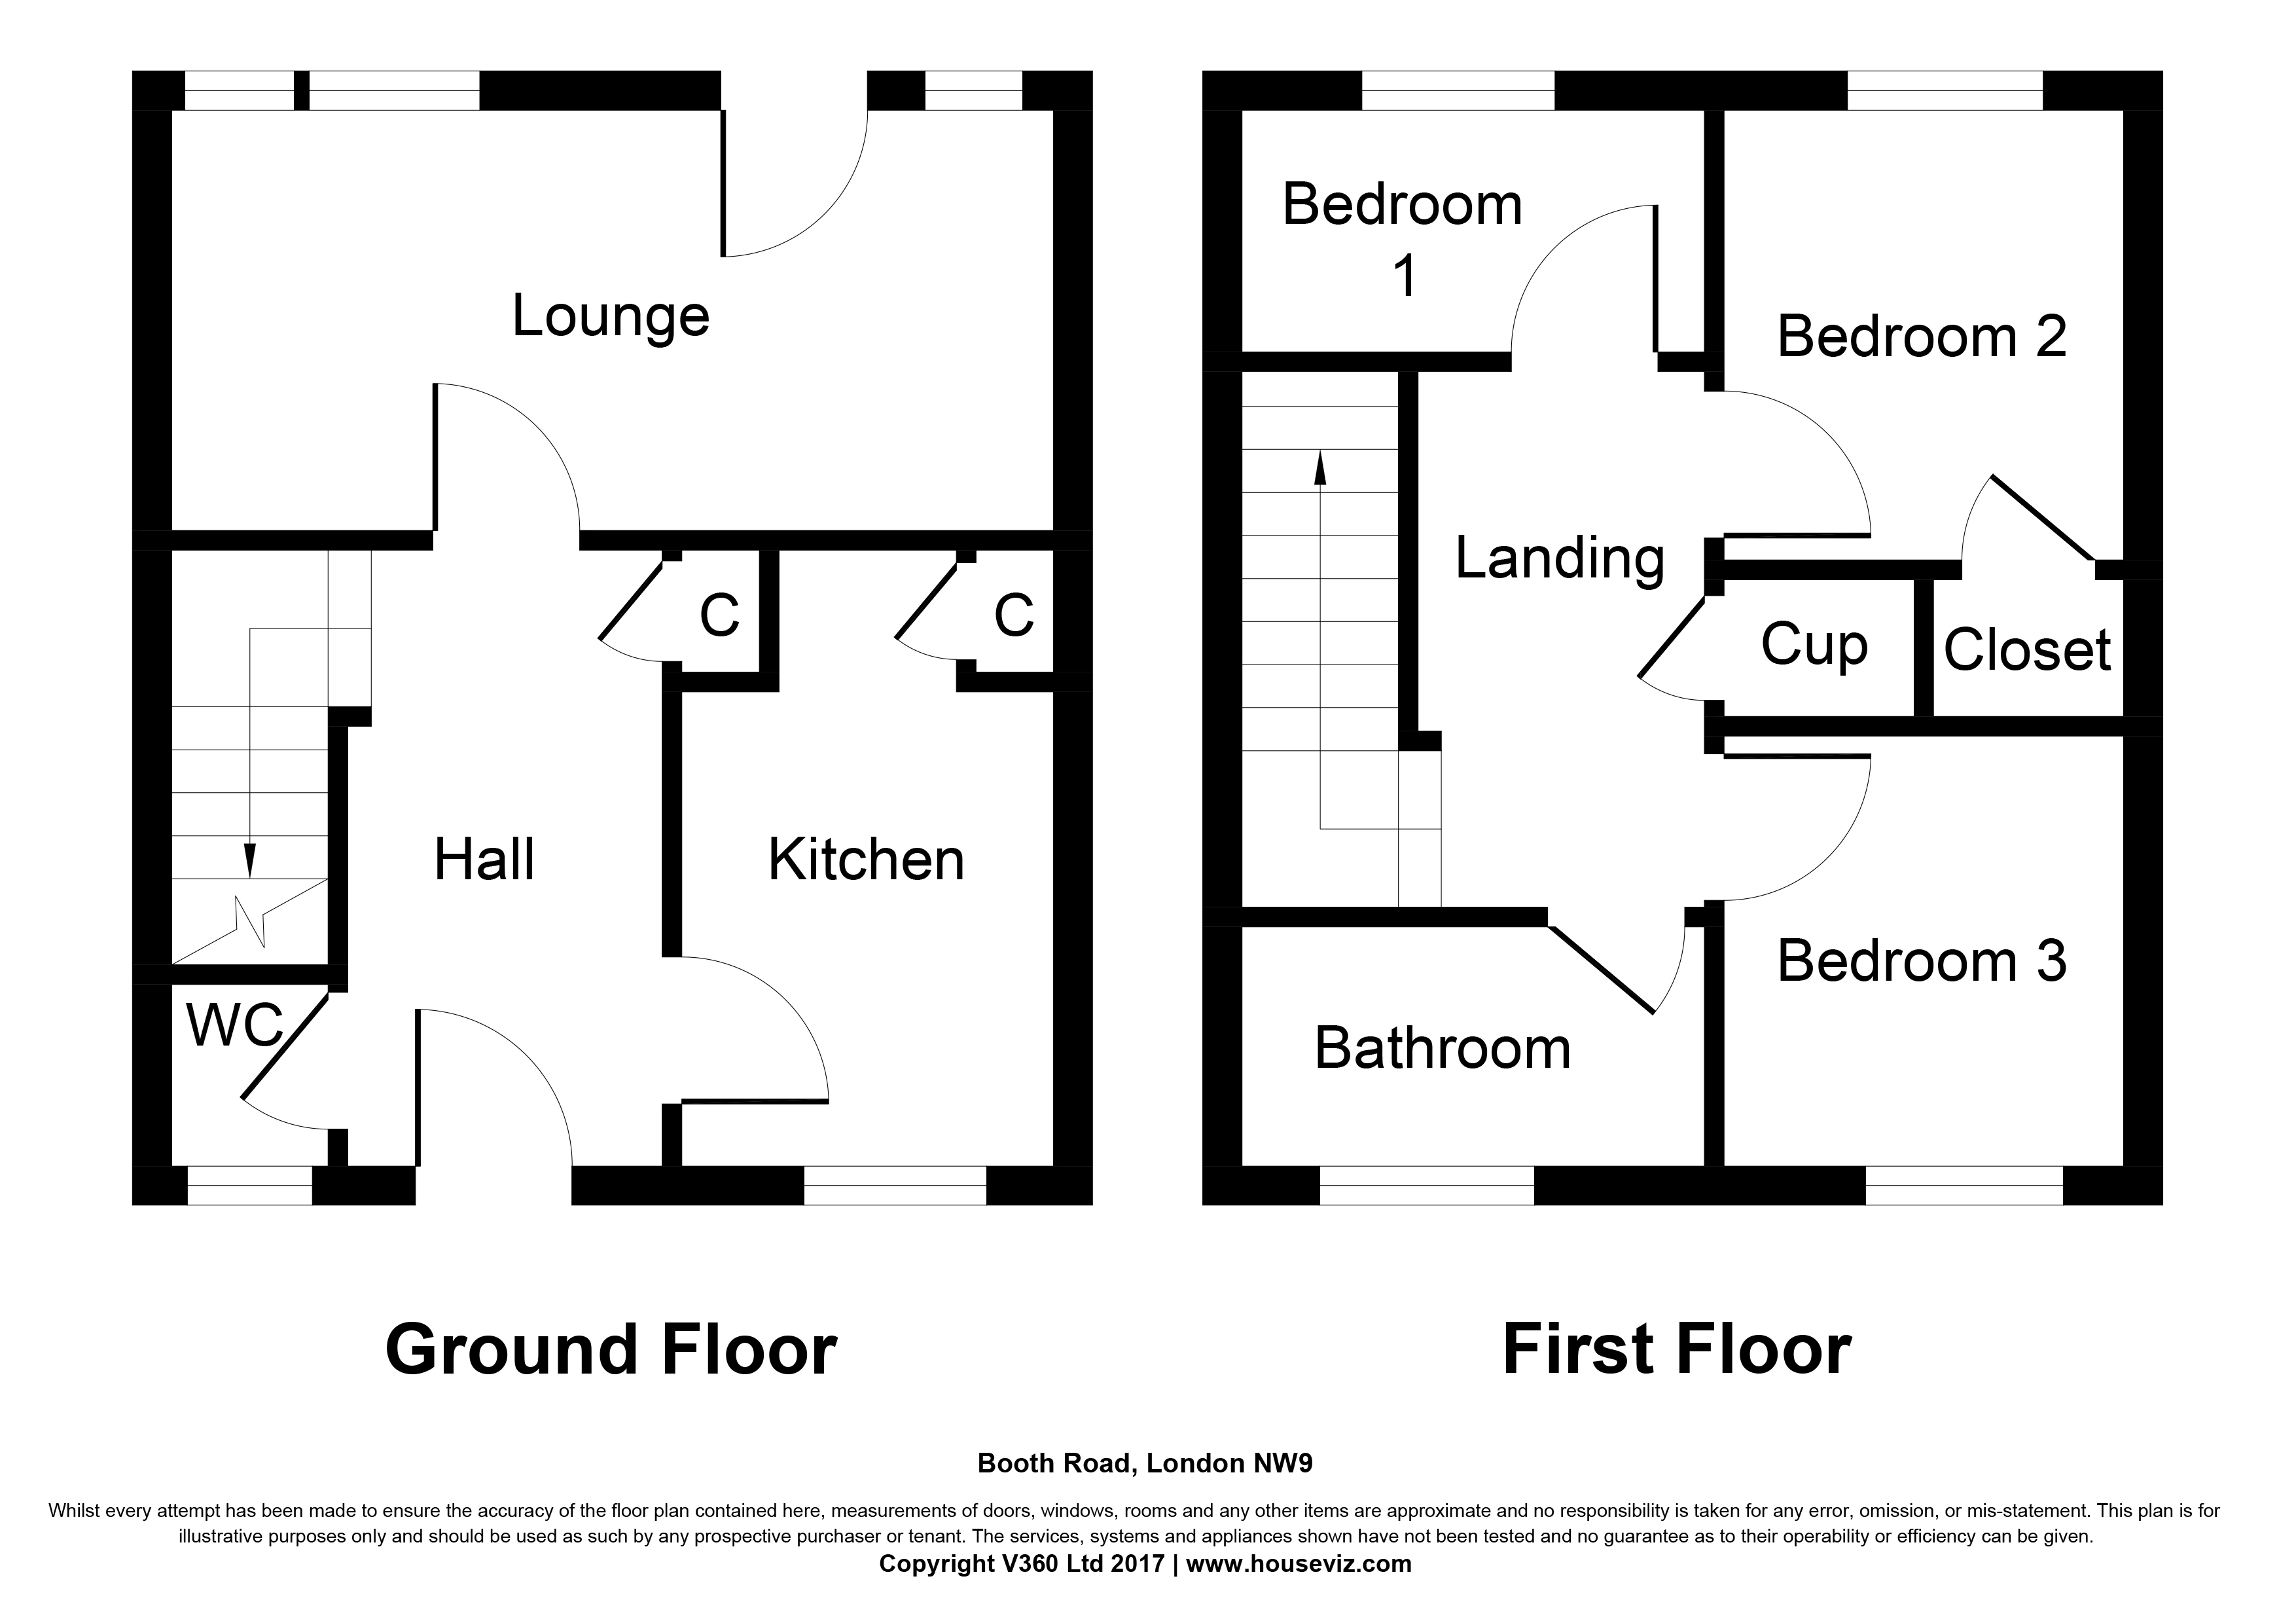 Lounge
C
C
Hall
Kitchen
WC
Ground Floor
Bedroom
1
Bedroom 2
Landing
Cup
Closet
Bedroom 3
Bathroom
First Floor
Booth Road, London NW9
Whilst every attempt has been made to ensure the accuracy of the floor plan contained here, measurements of doors, windows, rooms and any other items are approximate and no responsibility is taken for any error, omission, or mis-statement. This plan is for
illustrative purposes only and should be used as such by any prospective purchaser or tenant. The services, systems and appliances shown have not been tested and no guarantee as to their operability or efficiency can be given.
Copyright V360 Ltd 2017 | www.houseviz.com